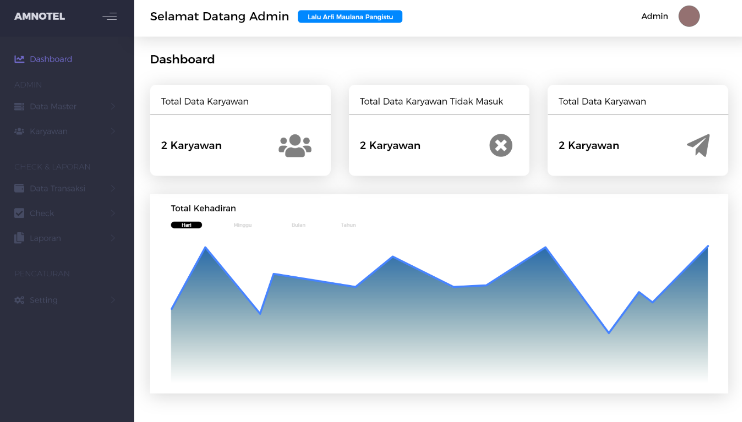 AMNOTEL
Selamat Datang Admin
Lalu Arfi Maulana Pangistu
Admin
Dashboard
ADMIN
Data Master
Karyawan
CHECK & LAPORAN
Data Transaksi
Check
Laporan
Setting
Dashboard
Total Data Karyawan
2 Karyawan
Total Data Karyawan Tidak Masuk
2 Karyawan
Total Data Karyawan
2 Karyawan
Total Kehadiran
Hari
Minggu
Bulan
Tahun